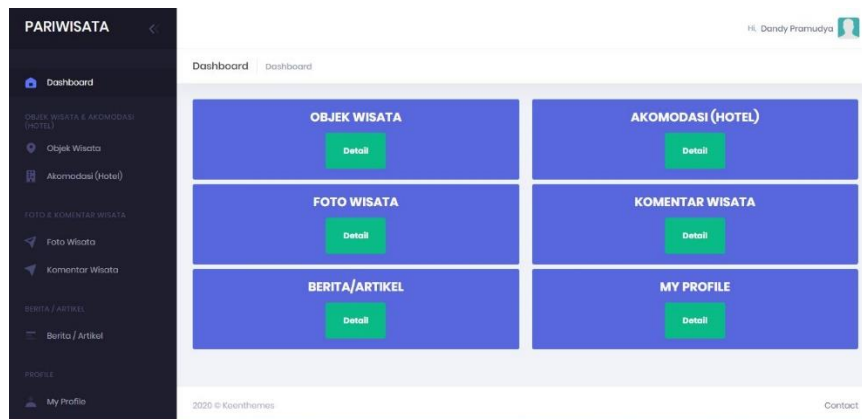 PARIWISATA
Hi, Dandy Pramudya
Dashboard
Dashboard Dashboard
OBJEK WISATA & AKOMODASI
(HOTEL)
Objek Wisata
Akomodasi (Hotel)
FOTO & KOMENTAR WISATA
Foto Wisata
Komentar Wisata
BERITA / ARTIKEL
Berita / Artikel
PROFILE
My Profile
OBJEK WISATA
Detail
AKOMODASI (HOTEL)
Detail
FOTO WISATA
Detail
KOMENTAR WISATA
Detail
BERITA/ARTIKEL
Detail
MY PROFILE
Detail
2020 © Keenthemes
Contact